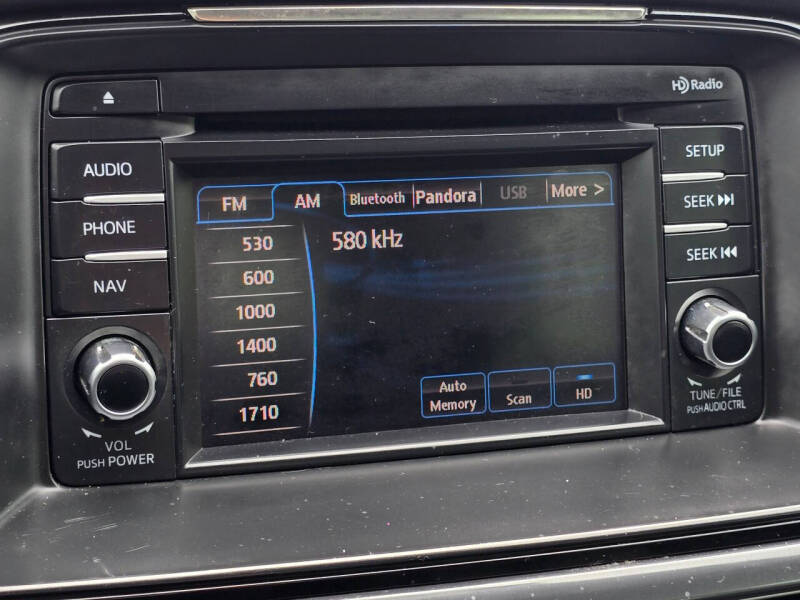 HD Radio
AUDIO
PHONE
NAV
VOL
PUSH POWER
FM AM Bluetooth Pandora USB More >
530
600
1000
1400
760
1710
580 kHz
Auto
Memory
Scan
HD
SETUP
SEEK
SEEK
TUNE/FILE
PUSH AUDIO CTRL